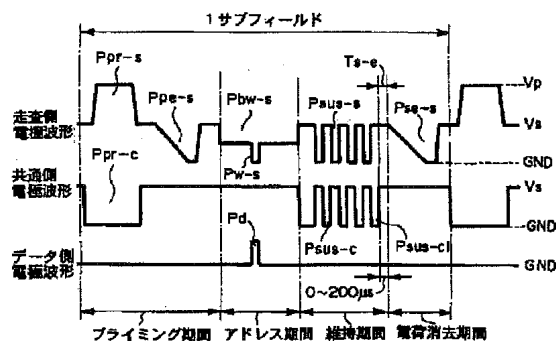 1サブフィールド
Ppr-s
Ts-e
Ppe-s
Pbw-s
Psus-s
Pse-s
Vp
走査側
電極波形
Vs
Pw-s
GND
Ppr-c
共通側
電極波形
Vs
Pd
Psus-c
Psus-cl
GND
データ側
電極波形
GND
0~200μs
プライミング期間
アドレス期間
維持期間
電荷消去期間